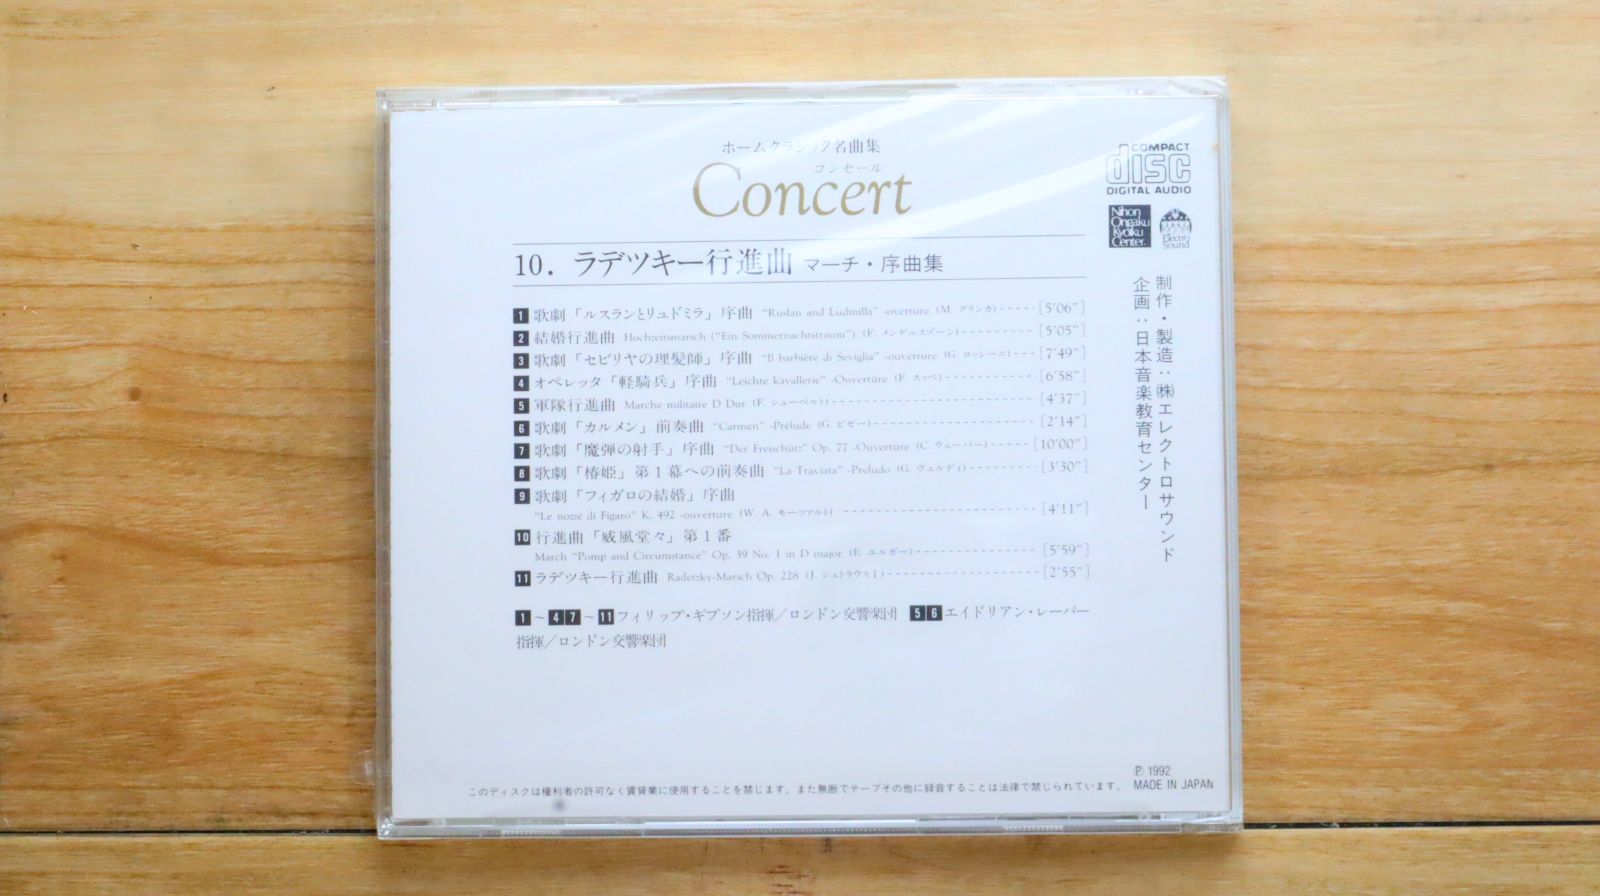 ホームクラシック名曲集
コンセール
Concert
10. ラデツキー行進曲 マーチ・序曲集
1 歌劇「ルスランとリュドミラ」序曲 "Ruslan and Ludmilla" -overture (M. グリンカ) ----- [5'06"]
2 結婚行進曲 Hochzeitsmarsch ("Ein Sommernachtstraum") (F. メンデルスゾーン) ----- [5'05"]
3 歌劇「セビリヤの理髪師」序曲 "Il barbière di Seviglia" -ouverture (G. ロッシーニ) --- [7'49"]
4 オペレッタ「軽騎兵」序曲 "Leichte kavallerie" -Ouvertüre (F. スッペ) ----- [6'58"]
5 軍隊行進曲 Marche militaire D Dur (F. シューベルト) ----- [4'37"]
6 歌劇「カルメン」前奏曲 "Carmen" -Prélude (G. ビゼー) ----- [2'14"]
7 歌劇「魔弾の射手」序曲 "Der Freischütz" Op. 77 -Ouvertüre (C. ウェーバー) ----- [10'00"]
8 歌劇「椿姫」第1幕への前奏曲 "La Traviata" -Preludo (G. ヴェルディ) ----- [3'30"]
9 歌劇「フィガロの結婚」序曲
"Le nozze di Figaro" K. 492 -ouverture (W. A. モーツァルト) ----- [4'11"]
10 行進曲「威風堂々」第1番
March "Pomp and Circumstance" Op. 39 No. 1 in D major (E. エルガー) ----- [5'59"]
11 ラデツキー行進曲 Radetzky-Marsch Op. 228 (J. シュトラウスI) ----- [2'55"]
1～4 7～11 フィリップ・ギブソン指揮／ロンドン交響楽団 5 6 エイドリアン・レーパー
指揮／ロンドン交響楽団
COMPACT
disc
DIGITAL AUDIO
Nihon
Ongaku
Kyoiku
Center.
Electro
Sound
制作・製造：㈱エレクトロサウンド
企画：日本音楽教育センター
Ⓟ 1992
MADE IN JAPAN
このディスクは権利者の許可なく賃貸業に使用することを禁じます。また無断でテープその他に録音することは法律で禁じられています。